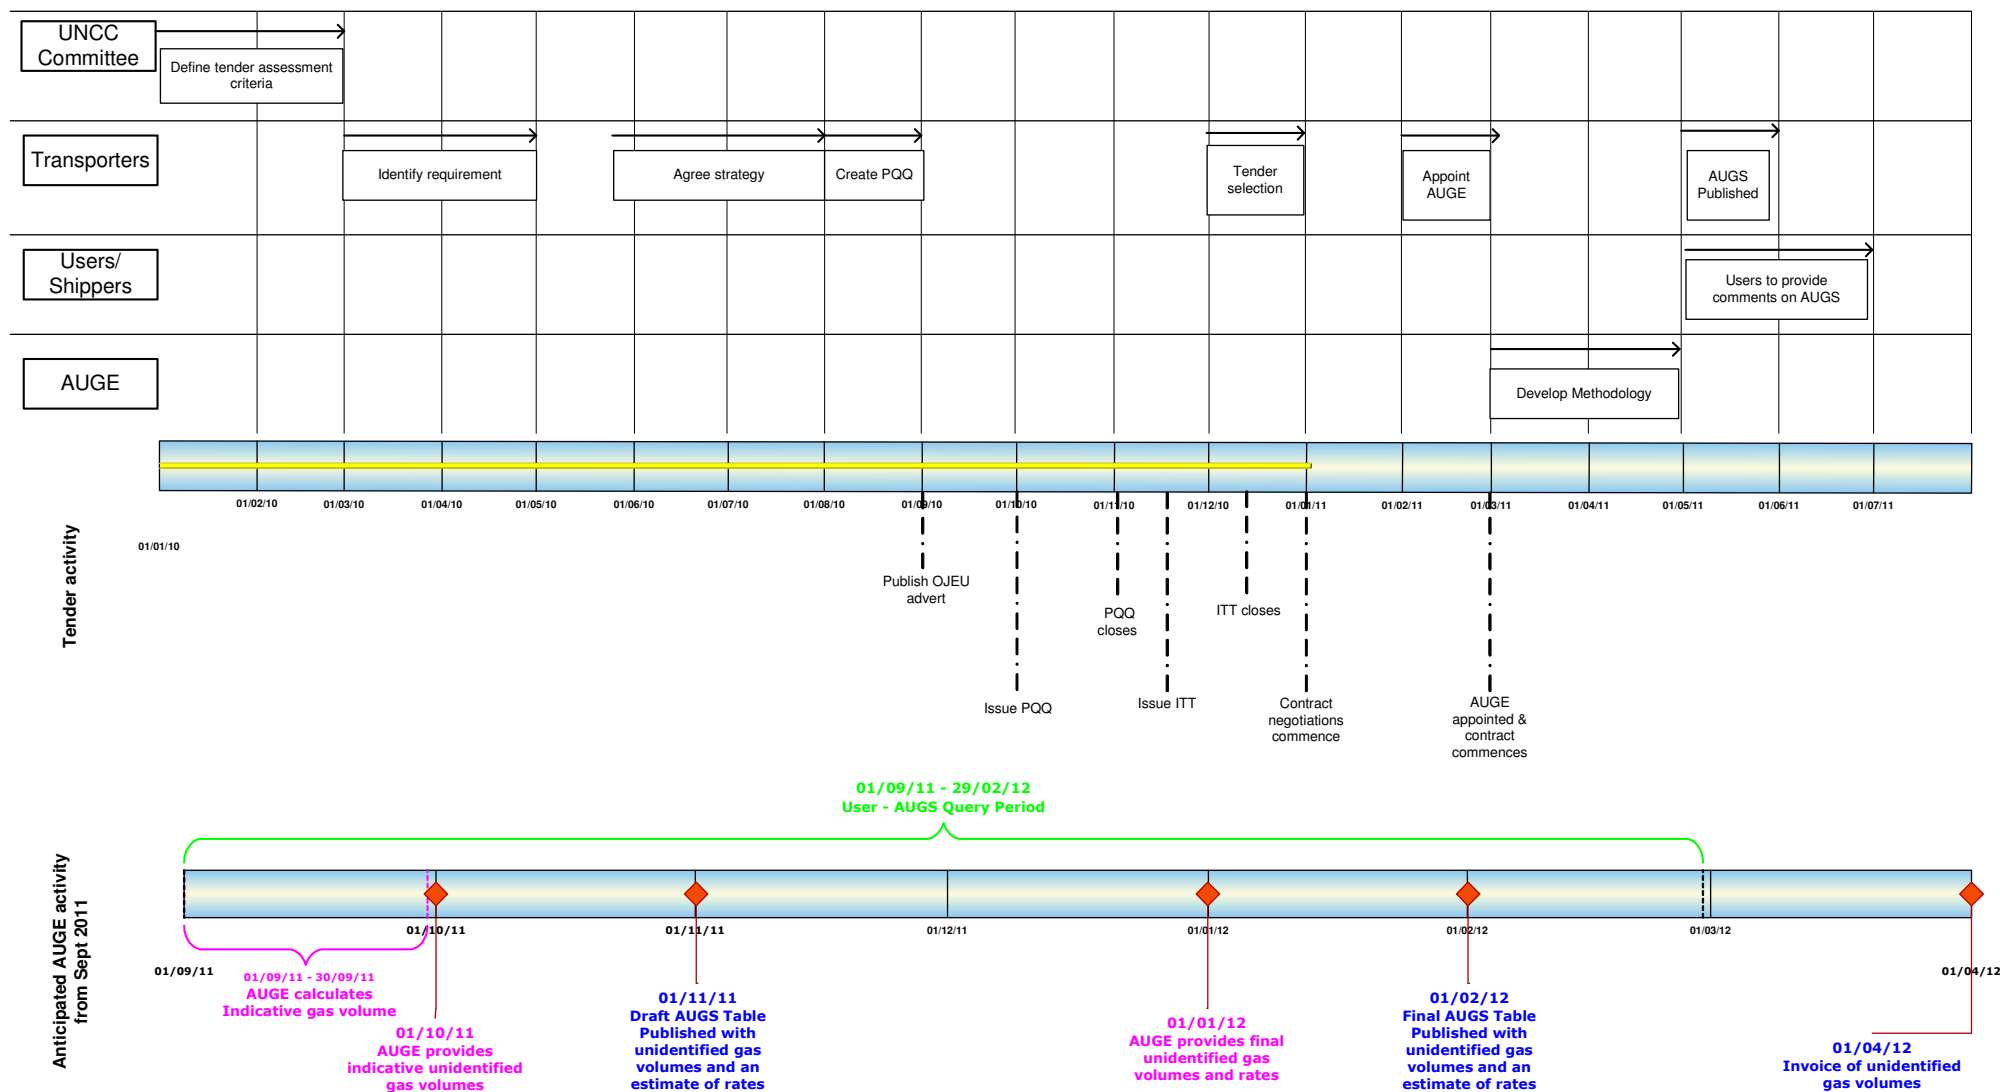 UNCC
Committee
Define tender assessment
criteria
Transporters
Identify requirement
Agree strategy
Create PQQ
Tender
selection
Appoint
AUGE
AUGS
Published
Users/
Shippers
Users to provide
comments on AUGS
AUGE
Develop Methodology
01/02/10
01/03/10
01/04/10
01/05/10
01/06/10
01/07/10
01/08/10
01/09/10
01/10/10
01/11/10
01/12/10
01/01/11
01/02/11
01/03/11
01/04/11
01/05/11
01/06/11
01/07/11
01/01/10
Tender activity
Publish OJEU
advert
Issue PQQ
PQQ
closes
Issue ITT
ITT closes
Contract
negotiations
commence
AUGE
appointed &
contract
commences
01/09/11 - 29/02/12
User - AUGS Query Period
Anticipated AUGE activity
from Sept 2011
01/09/11
01/10/11
01/11/11
01/12/11
01/01/12
01/02/12
01/03/12
01/04/12
01/09/11 - 30/09/11
AUGE calculates
Indicative gas volume
01/10/11
AUGE provides
indicative unidentified
gas volumes
01/11/11
Draft AUGS Table
Published with
unidentified gas
volumes and an
estimate of rates
01/01/12
AUGE provides final
unidentified gas
volumes and rates
01/02/12
Final AUGS Table
Published with
unidentified gas
volumes and an
estimate of rates
01/04/12
Invoice of unidentified
gas volumes